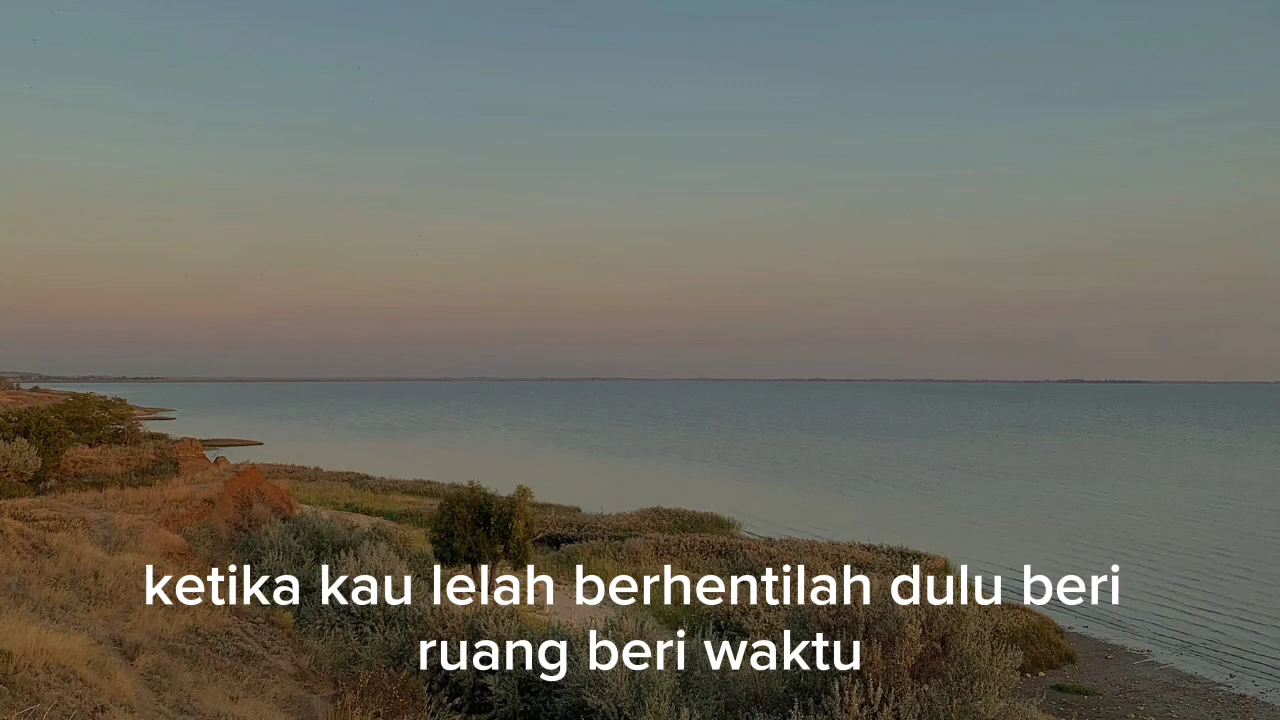 ketika kau lelah berhentilah dulu beri
ruang beri waktu